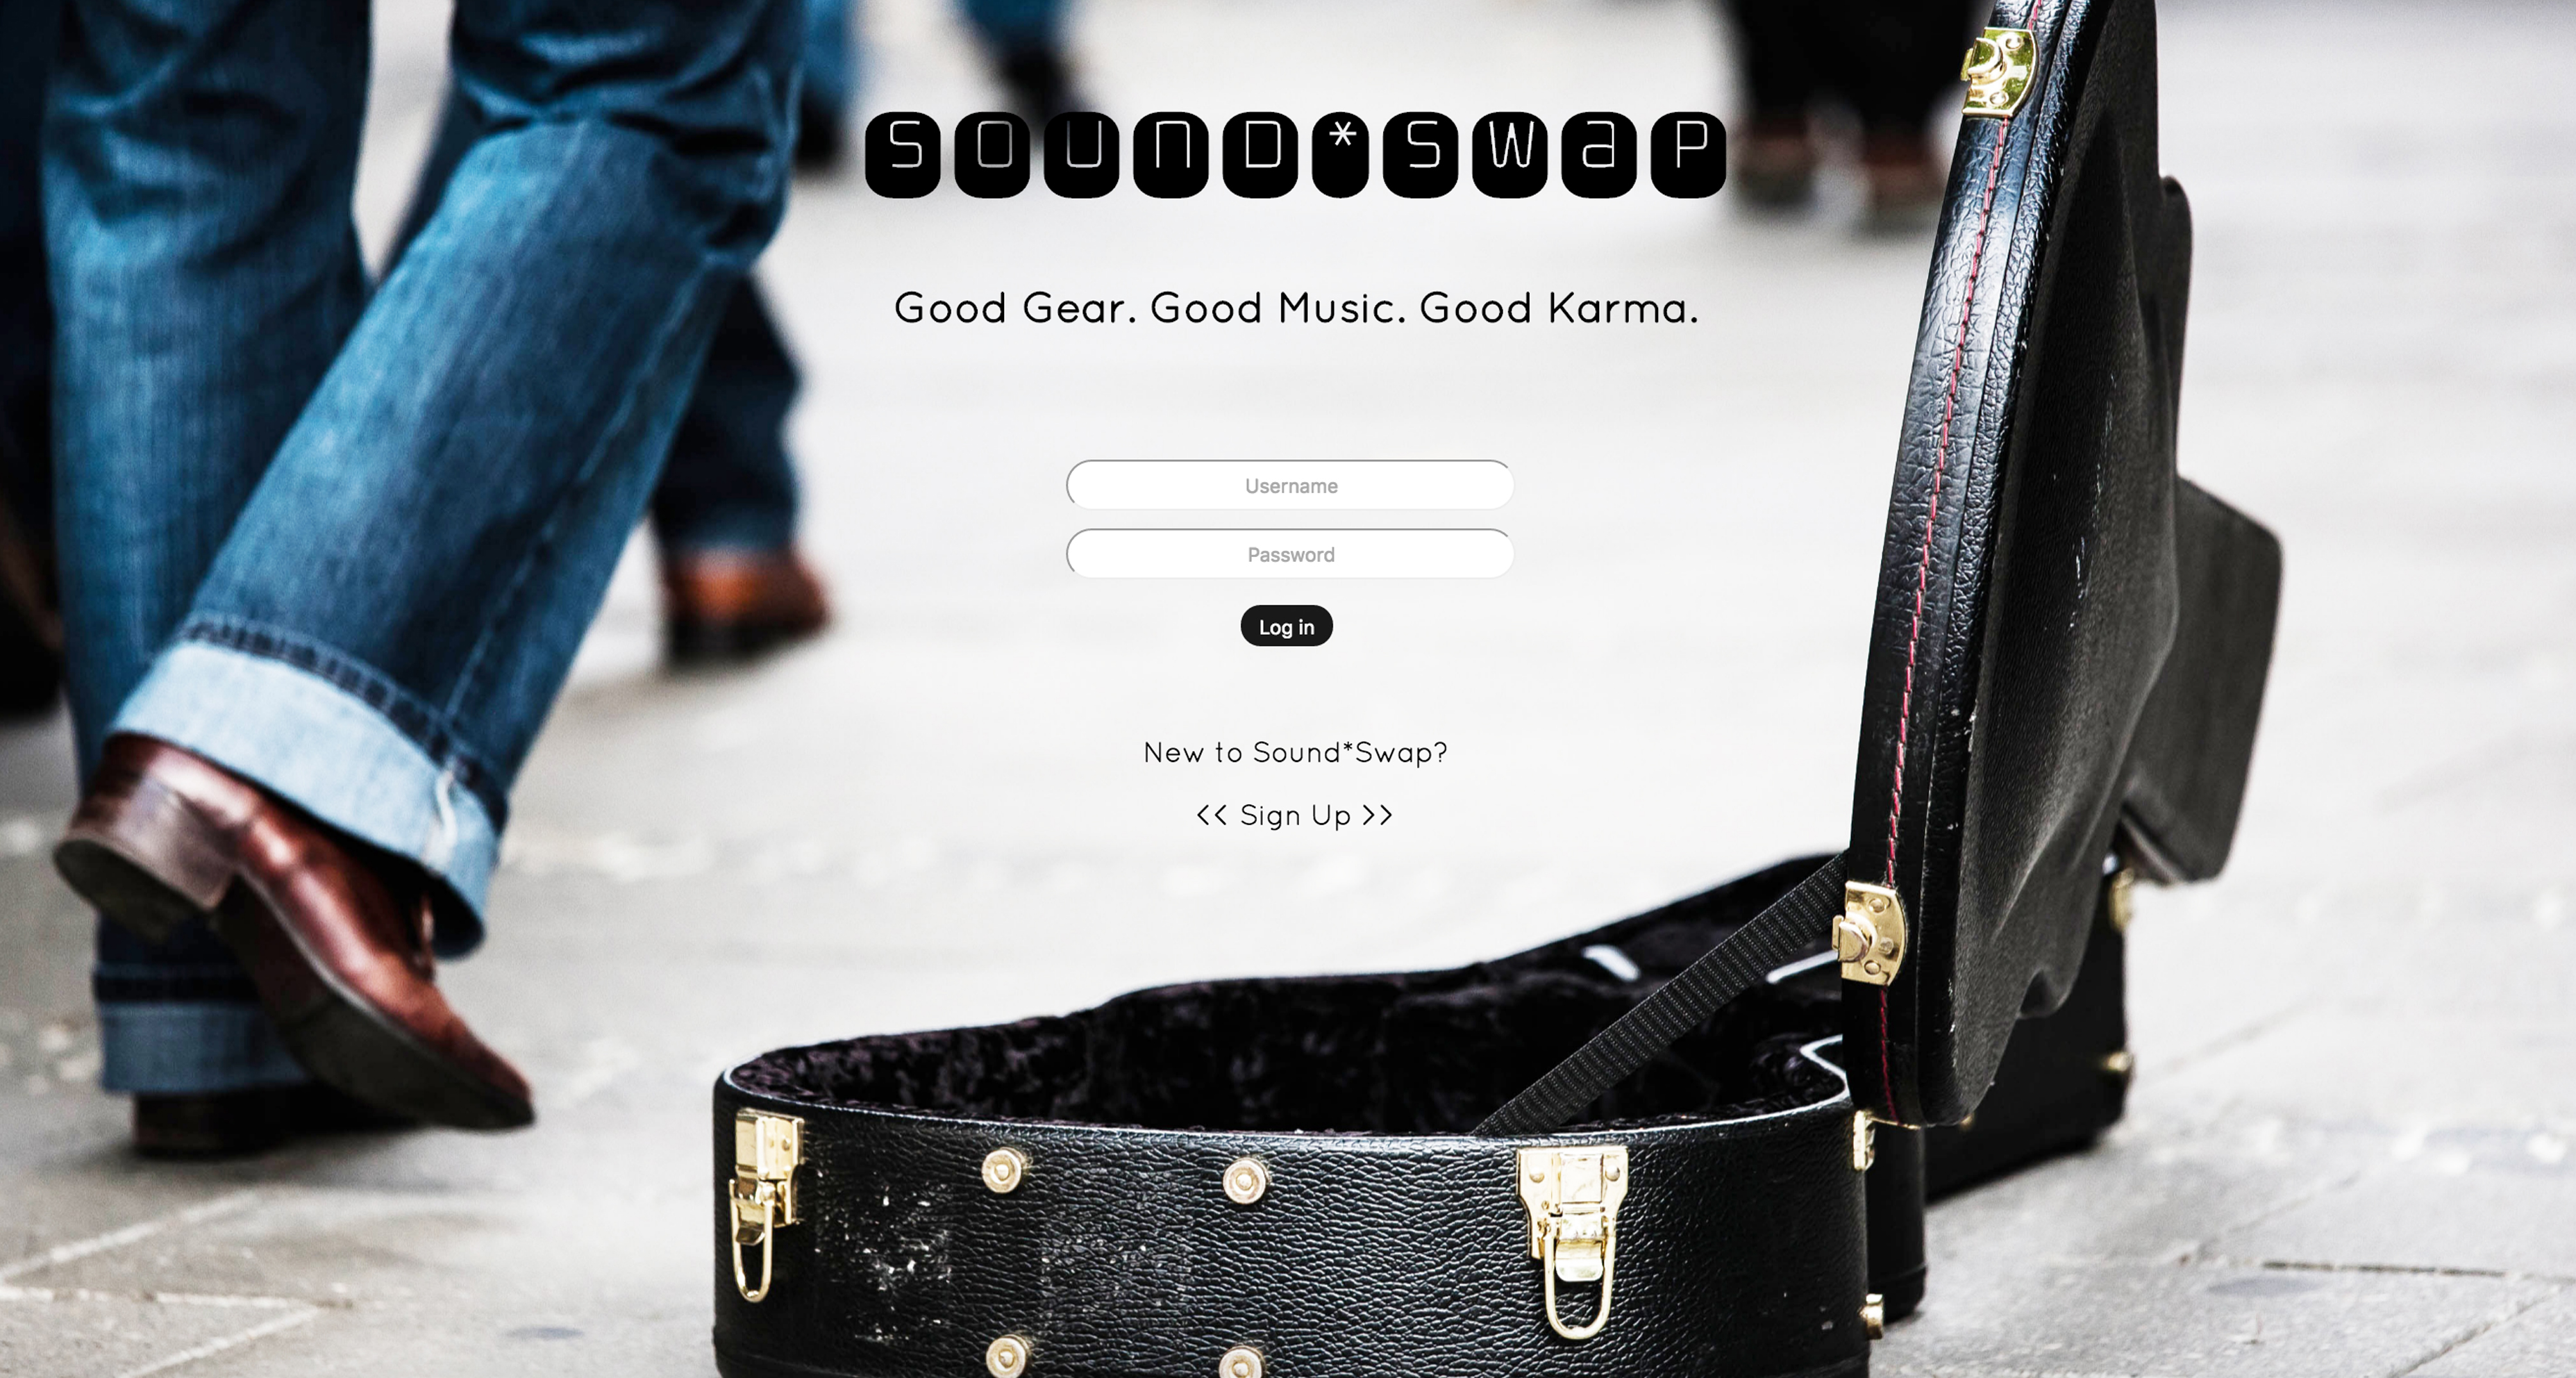 SOUND*SWaP
Good Gear. Good Music. Good Karma.
Username
Password
Log in
New to Sound*Swap?
<< Sign Up >>